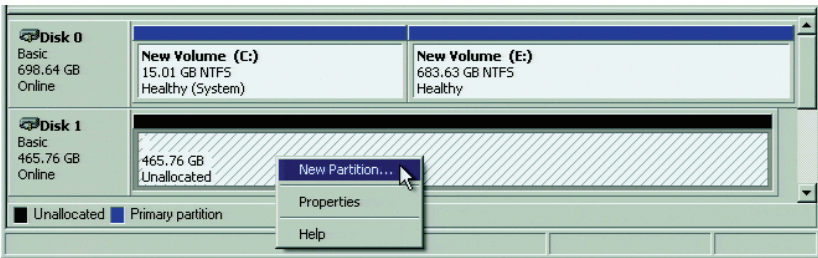 Disk 0
Basic
698.64 GB
Online
New Volume (C:)
15.01 GB NTFS
Healthy (System)
New Volume (E:)
683.63 GB NTFS
Healthy
Disk 1
Basic
465.76 GB
Online
465.76 GB
Unallocated
New Partition...
Properties
Help
Unallocated
Primary partition